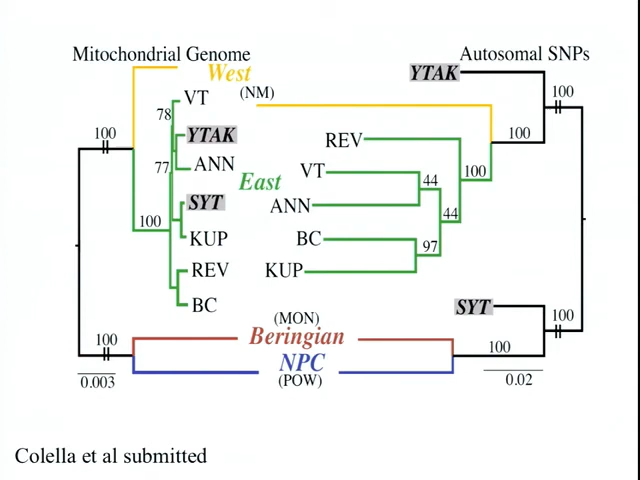 Mitochondrial Genome
Autosomal SNPs
West
(NM)
YTAK
100
VT
78
100
YTAK
100
REV
77
ANN
VT
100
East
44
SYT
ANN
100
44
KUP
BC
97
REV
KUP
BC
SYT
(MON)
100
Beringian
100
100
NPC
(POW)
0.003
0.02
Colella et al submitted